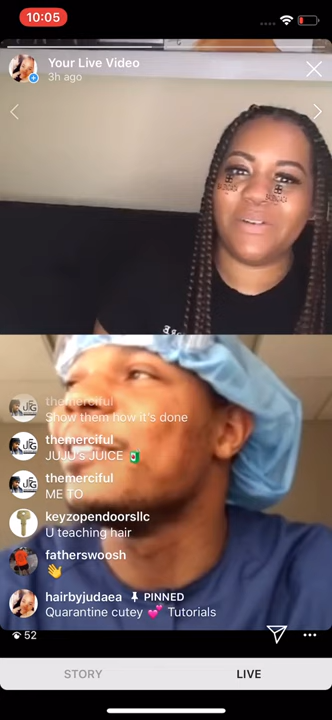 10:05
Your Live Video
3h ago
themerciful
Show them how it's done
themerciful
JUJU's JUICE
themerciful
ME TO
keyzopendoorsllc
U teaching hair
fatherswoosh
👋
hairbyjudaea PINNED
Quarantine cutey 💕 Tutorials
52
STORY LIVE